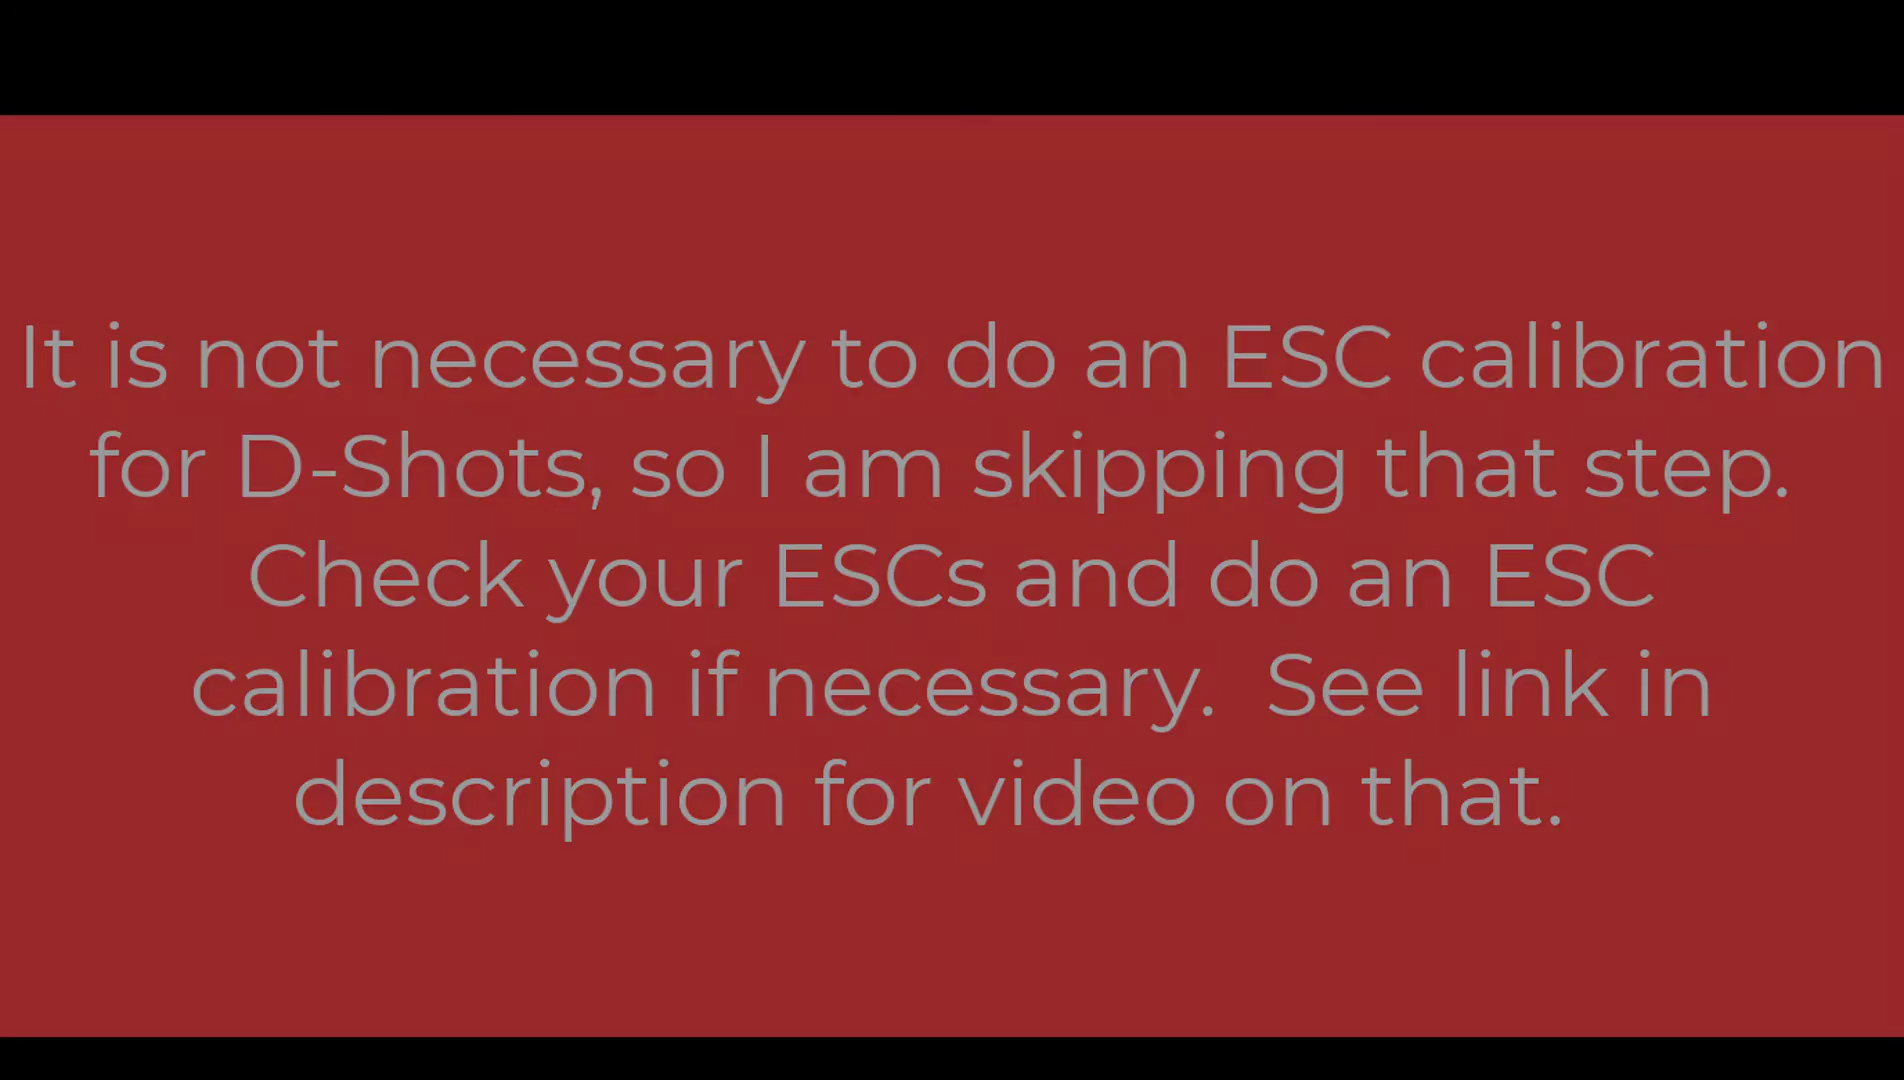 It is not necessary to do an ESC calibration
for D-Shots, so I am skipping that step.
Check your ESCs and do an ESC
calibration if necessary.  See link in
description for video on that.